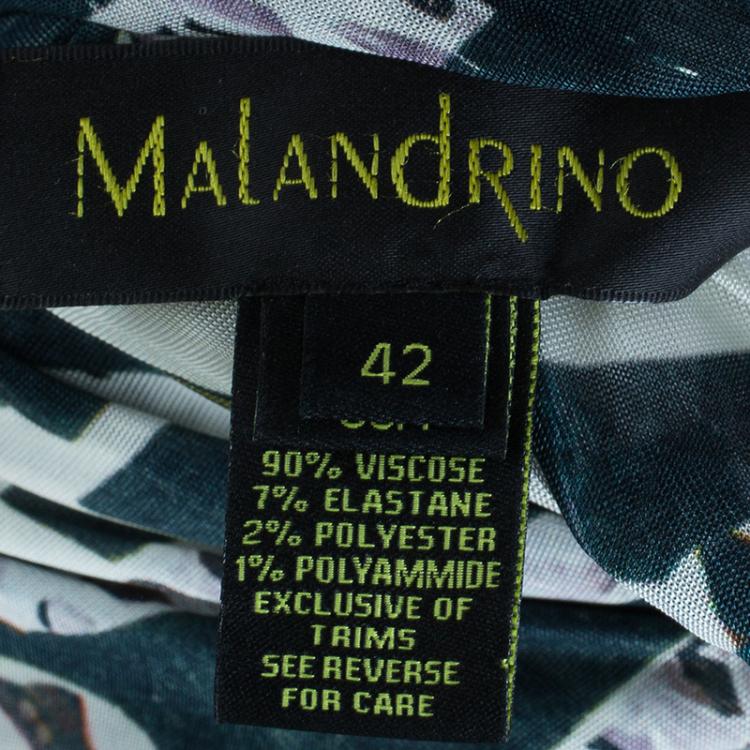 MALANDRINO
42
90% VISCOSE
7% ELASTANE
2% POLYESTER
1% POLYAMMIDE
EXCLUSIVE OF
TRIMS
SEE REVERSE
FOR CARE